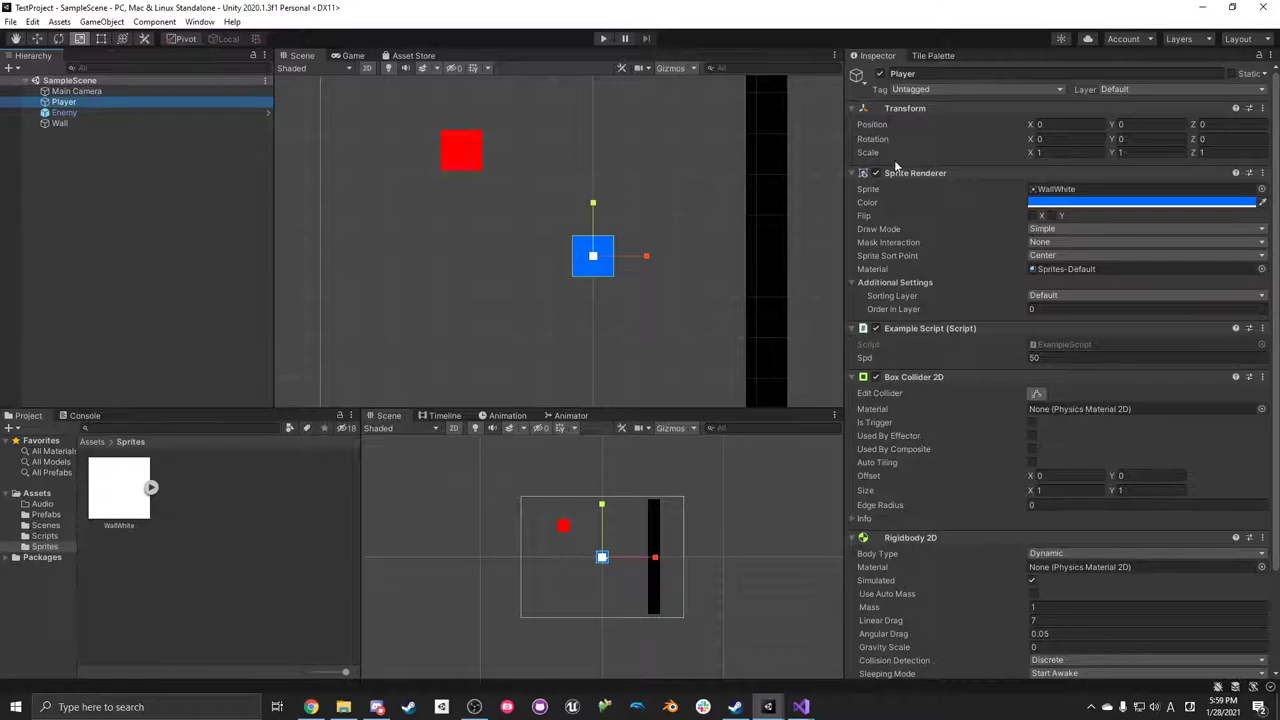 TestProject - SampleScene - PC, Mac & Linux Standalone - Unity 2020.1.3f1 Personal <DX11>
File Edit Assets GameObject Component Window Help
Pivot Local Account Layers Layout
Hierarchy
All
SampleScene
Main Camera
Player
Enemy
Wall
Scene Game Asset Store
Shaded 2D 0 Gizmos All
Inspector Tile Palette
Player Static
Tag Untagged Layer Default
Transform
Position X 0 Y 0 Z 0
Rotation X 0 Y 0 Z 0
Scale X 1 Y 1 Z 1
Sprite Renderer
Sprite WallWhite
Color
Flip X Y
Draw Mode Simple
Mask Interaction None
Sprite Sort Point Center
Material Sprites-Default
Additional Settings
Sorting Layer Default
Order in Layer 0
Example Script (Script)
Script ExampleScript
Spd 50
Box Collider 2D
Edit Collider
Material None (Physics Material 2D)
Is Trigger
Used By Effector
Used By Composite
Auto Tiling
Offset X 0 Y 0
Size X 1 Y 1
Edge Radius 0
Info
Rigidbody 2D
Body Type Dynamic
Material None (Physics Material 2D)
Simulated
Use Auto Mass
Mass 1
Linear Drag 7
Angular Drag 0.05
Gravity Scale 0
Collision Detection Discrete
Sleeping Mode Start Awake
Project Console
18
Favorites
All Materials
All Models
All Prefabs
Assets
Audio
Prefabs
Scenes
Scripts
Sprites
Packages
Assets Sprites
WallWhite
Scene Timeline Animation Animator
Shaded 2D 0 Gizmos All
Type here to search
5:59 PM
1/28/2021